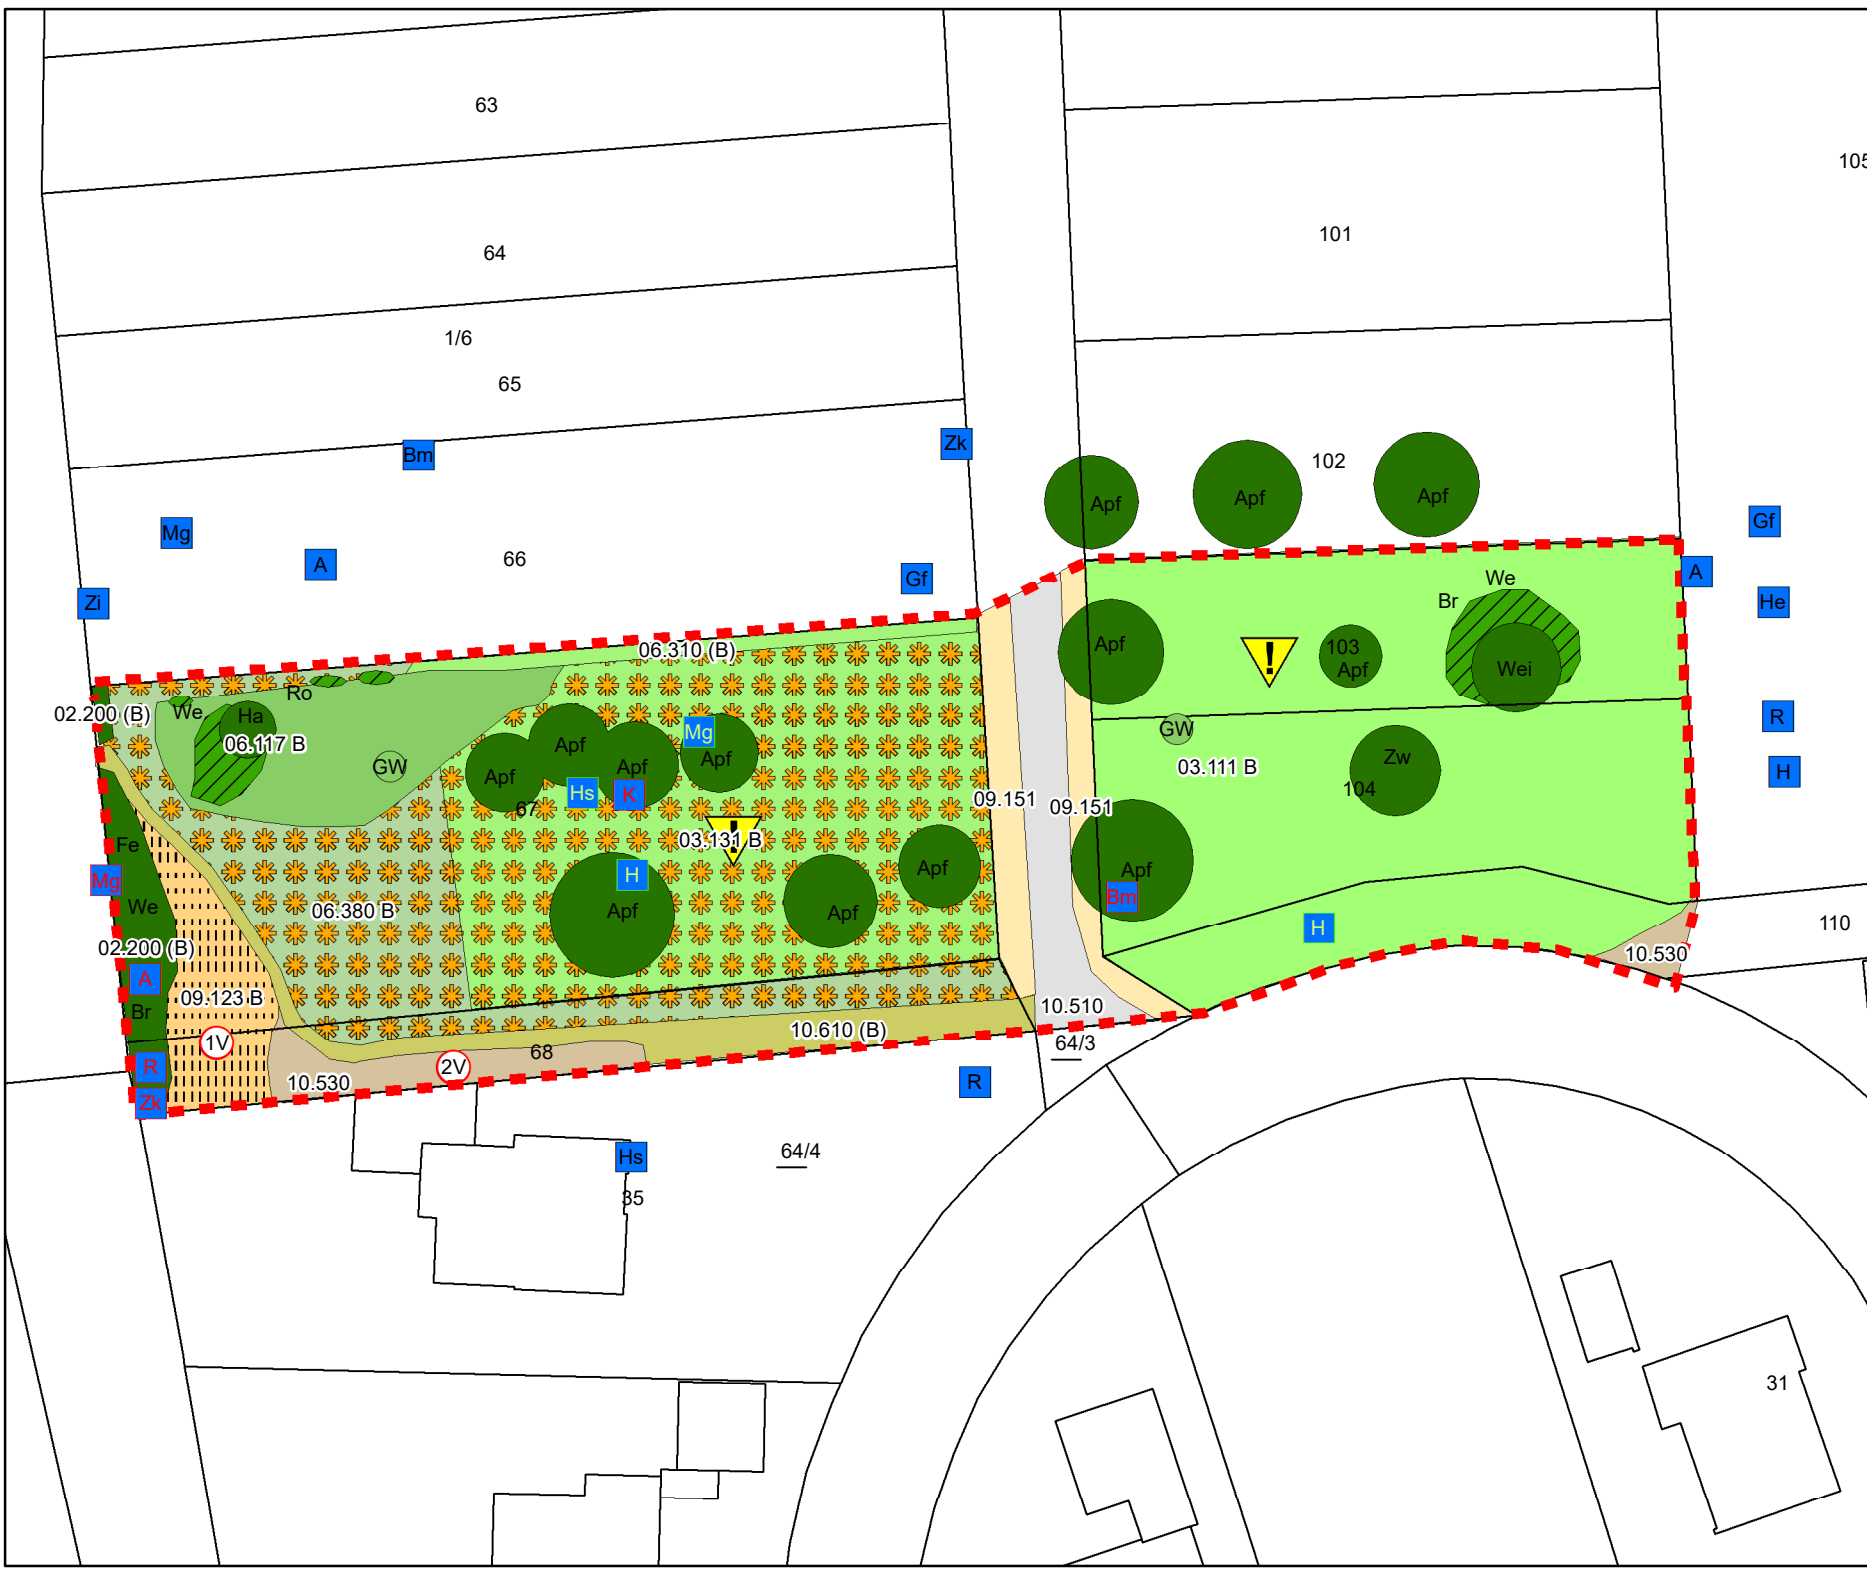 63
105
101
64
1/6
65
Bm
Zk
102
Apf
Apf
Apf
Mg
A
66
Gf
Gf
A
Zi
We
Br
He
06.310 (B)
Apf
103
Apf
Wei
Ro
02.200 (B)
We
Ha
06.117 B
Mg
R
GW
Apf
Apf
Apf
Apf
GW
03.111 B
Zw
H
Hs
K
67
09.151
09.151
104
03.131 B
!
!
Fe
Mg
H
Apf
Apf
Apf
Apf
Bm
We
06.380 B
H
110
02.200 (B)
10.530
A
09.123 B
Br
10.510
1V
10.610 (B)
64/3
68
2V
R
10.530
R
Zk
Hs
64/4
35
31